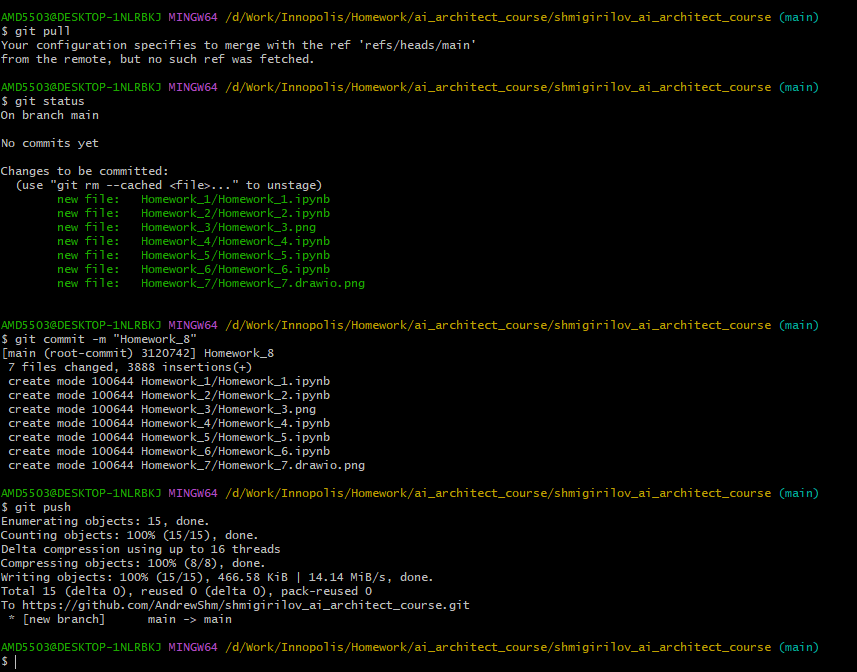 AMD5503@DESKTOP-1NLRBKJ MINGW64 /d/Work/Innopolis/Homework/ai_architect_course/shmigirilov_ai_architect_course (main)
$ git pull
Your configuration specifies to merge with the ref 'refs/heads/main'
from the remote, but no such ref was fetched.
AMD5503@DESKTOP-1NLRBKJ MINGW64 /d/Work/Innopolis/Homework/ai_architect_course/shmigirilov_ai_architect_course (main)
$ git status
On branch main
No commits yet
Changes to be committed:
  (use "git rm --cached <file>..." to unstage)
        new file:   Homework_1/Homework_1.ipynb
        new file:   Homework_2/Homework_2.ipynb
        new file:   Homework_3/Homework_3.png
        new file:   Homework_4/Homework_4.ipynb
        new file:   Homework_5/Homework_5.ipynb
        new file:   Homework_6/Homework_6.ipynb
        new file:   Homework_7/Homework_7.drawio.png
AMD5503@DESKTOP-1NLRBKJ MINGW64 /d/Work/Innopolis/Homework/ai_architect_course/shmigirilov_ai_architect_course (main)
$ git commit -m "Homework_8"
[main (root-commit) 3120742] Homework_8
 7 files changed, 3888 insertions(+)
 create mode 100644 Homework_1/Homework_1.ipynb
 create mode 100644 Homework_2/Homework_2.ipynb
 create mode 100644 Homework_3/Homework_3.png
 create mode 100644 Homework_4/Homework_4.ipynb
 create mode 100644 Homework_5/Homework_5.ipynb
 create mode 100644 Homework_6/Homework_6.ipynb
 create mode 100644 Homework_7/Homework_7.drawio.png
AMD5503@DESKTOP-1NLRBKJ MINGW64 /d/Work/Innopolis/Homework/ai_architect_course/shmigirilov_ai_architect_course (main)
$ git push
Enumerating objects: 15, done.
Counting objects: 100% (15/15), done.
Delta compression using up to 16 threads
Compressing objects: 100% (8/8), done.
Writing objects: 100% (15/15), 466.58 KiB | 14.14 MiB/s, done.
Total 15 (delta 0), reused 0 (delta 0), pack-reused 0
To https://github.com/AndrewShm/shmigirilov_ai_architect_course.git
 * [new branch]      main -> main
AMD5503@DESKTOP-1NLRBKJ MINGW64 /d/Work/Innopolis/Homework/ai_architect_course/shmigirilov_ai_architect_course (main)
$